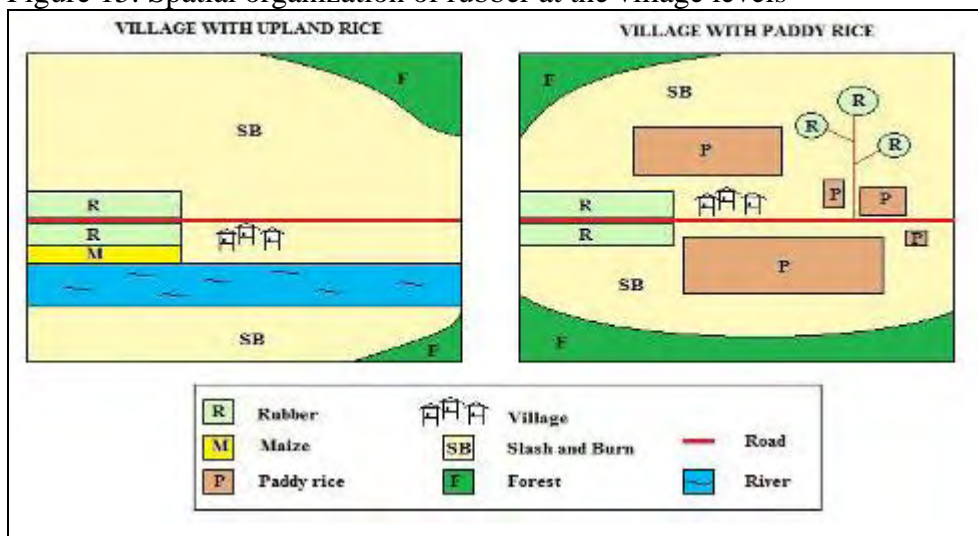 Figure 13: Spatial organization of rubber at the village levels
VILLAGE WITH UPLAND RICE
F
SB
R
R
M
SB
F
VILLAGE WITH PADDY RICE
F
SB
R
R
R
P
P
P
R
R
P
P
SB
F
R Rubber
Village
M Maize
SB Slash and Burn
Road
P Paddy rice
F Forest
River